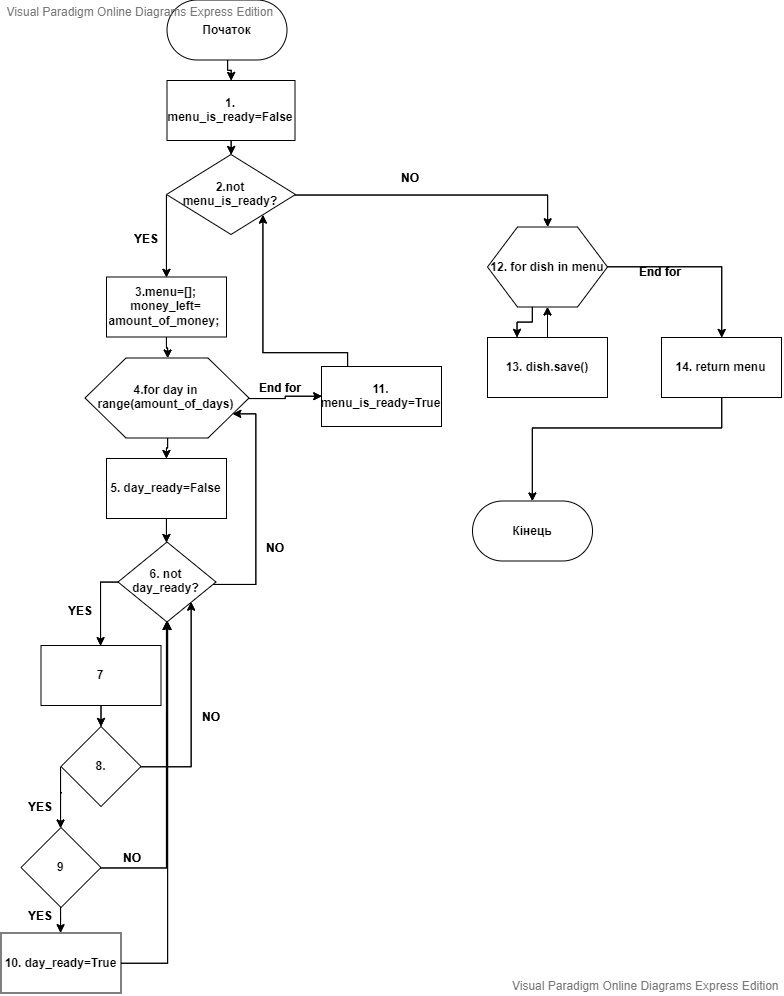 Visual Paradigm Online Diagrams Express Edition
Початок
1.
menu_is_ready=False
2.not
menu_is_ready?
NO
YES
3.menu=[];
money_left=
amount_of_money;
12. for dish in menu
End for
13. dish.save()
14. return menu
4.for day in
range(amount_of_days)
End for
11.
menu_is_ready=True
5. day_ready=False
Кінець
6. not
day_ready?
NO
YES
7
NO
8.
YES
9
NO
YES
10. day_ready=True
Visual Paradigm Online Diagrams Express Edition